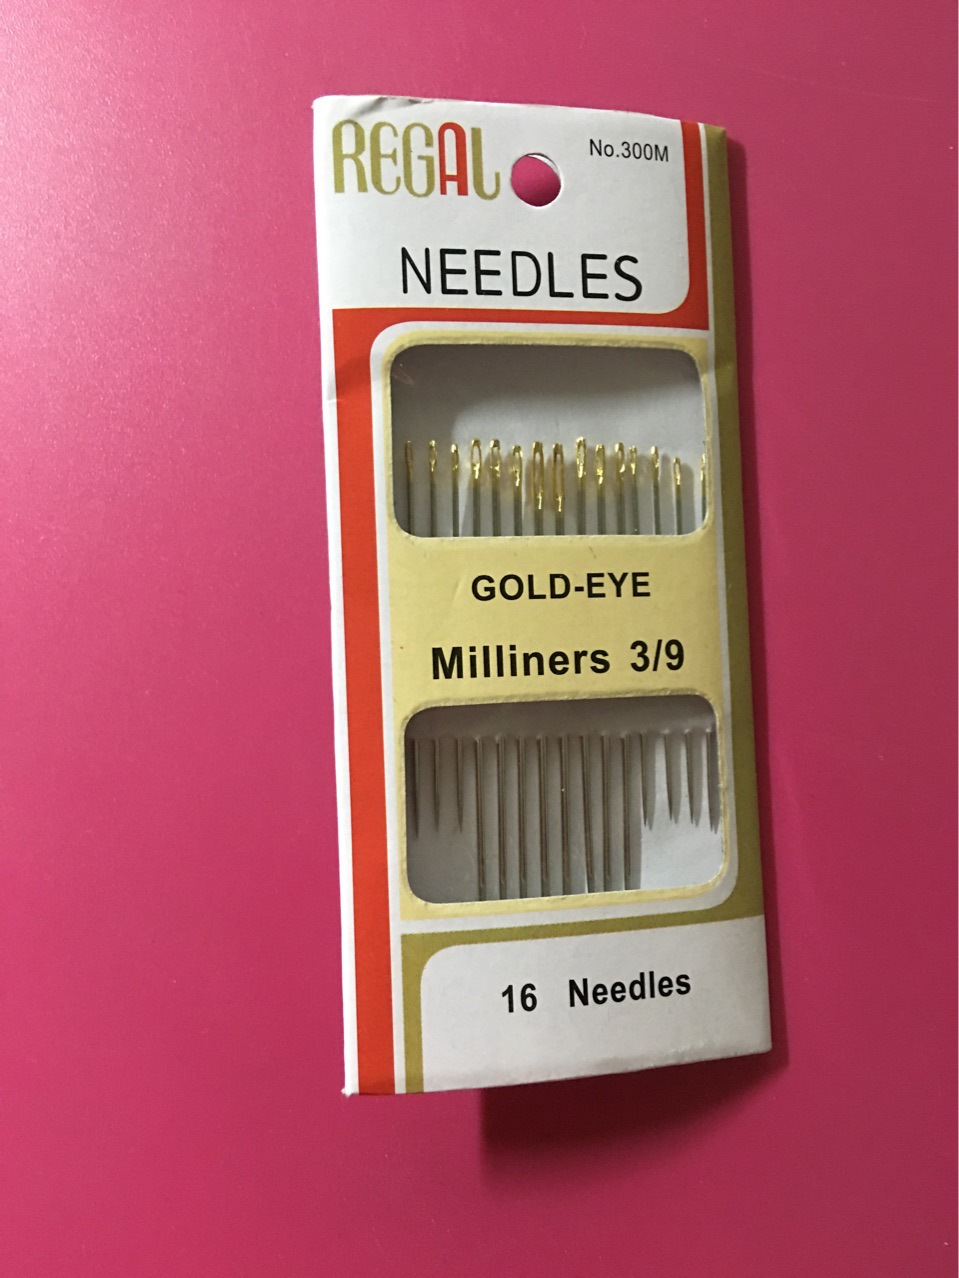 REGAL
No.300M
NEEDLES
GOLD-EYE
Milliners 3/9
16 Needles